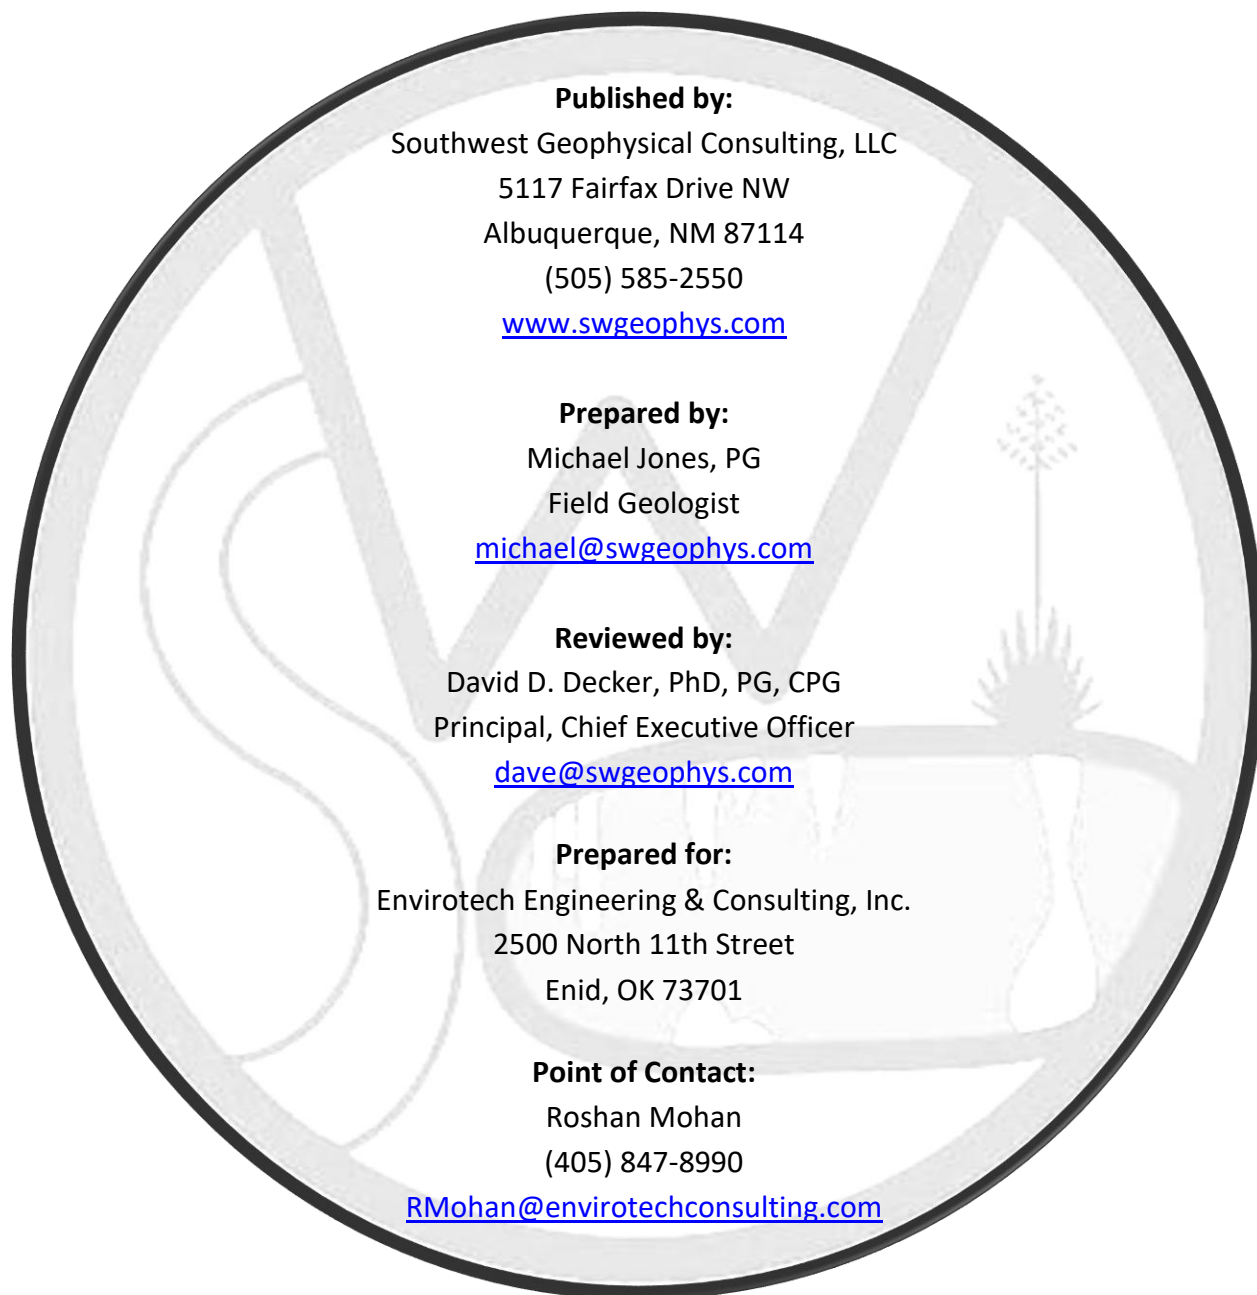 Published by:
Southwest Geophysical Consulting, LLC
5117 Fairfax Drive NW
Albuquerque, NM 87114
(505) 585-2550
www.swgeophys.com
Prepared by:
Michael Jones, PG
Field Geologist
michael@swgeophys.com
Reviewed by:
David D. Decker, PhD, PG, CPG
Principal, Chief Executive Officer
dave@swgeophys.com
Prepared for:
Envirotech Engineering & Consulting, Inc.
2500 North 11th Street
Enid, OK 73701
Point of Contact:
Roshan Mohan
(405) 847-8990
RMohan@envirotechconsulting.com